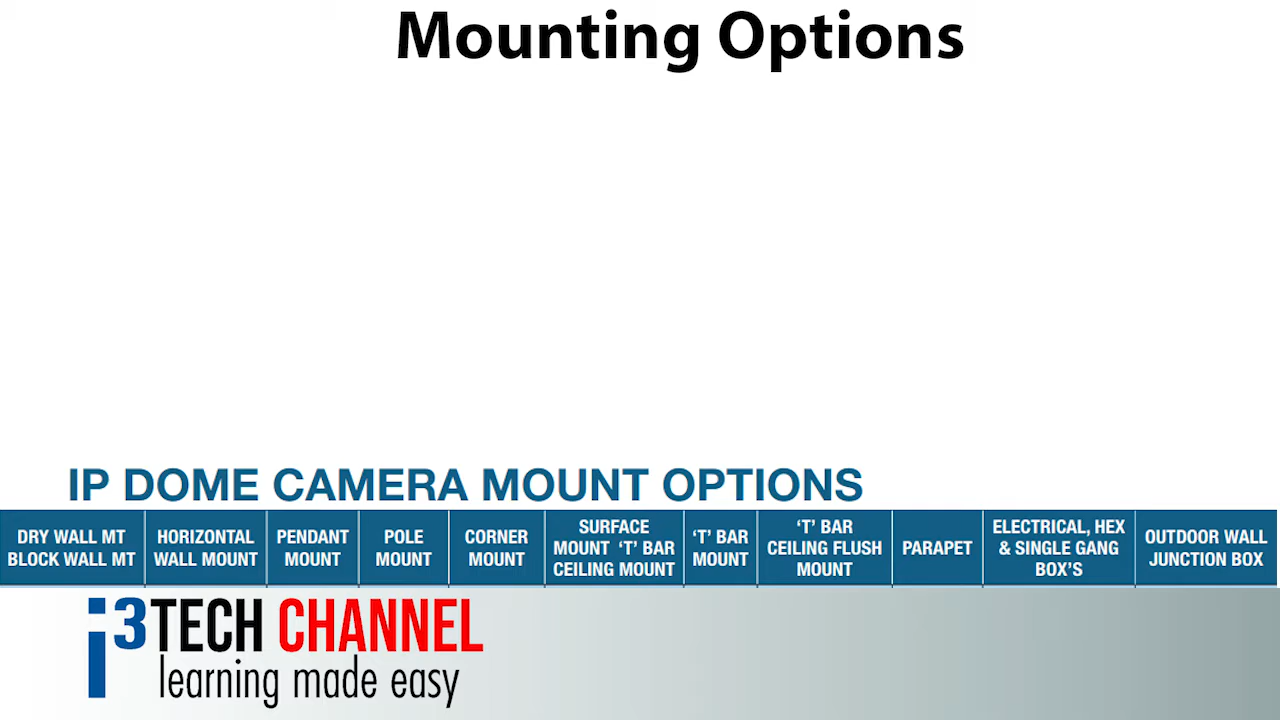 Mounting Options
IP DOME CAMERA MOUNT OPTIONS
DRY WALL MT
BLOCK WALL MT
HORIZONTAL
WALL MOUNT
PENDANT
MOUNT
POLE
MOUNT
CORNER
MOUNT
SURFACE
MOUNT ‘T’ BAR
CEILING MOUNT
‘T’ BAR
MOUNT
‘T’ BAR
CEILING FLUSH
MOUNT
PARAPET
ELECTRICAL, HEX
& SINGLE GANG
BOX’S
OUTDOOR WALL
JUNCTION BOX
i3 TECH CHANNEL
learning made easy